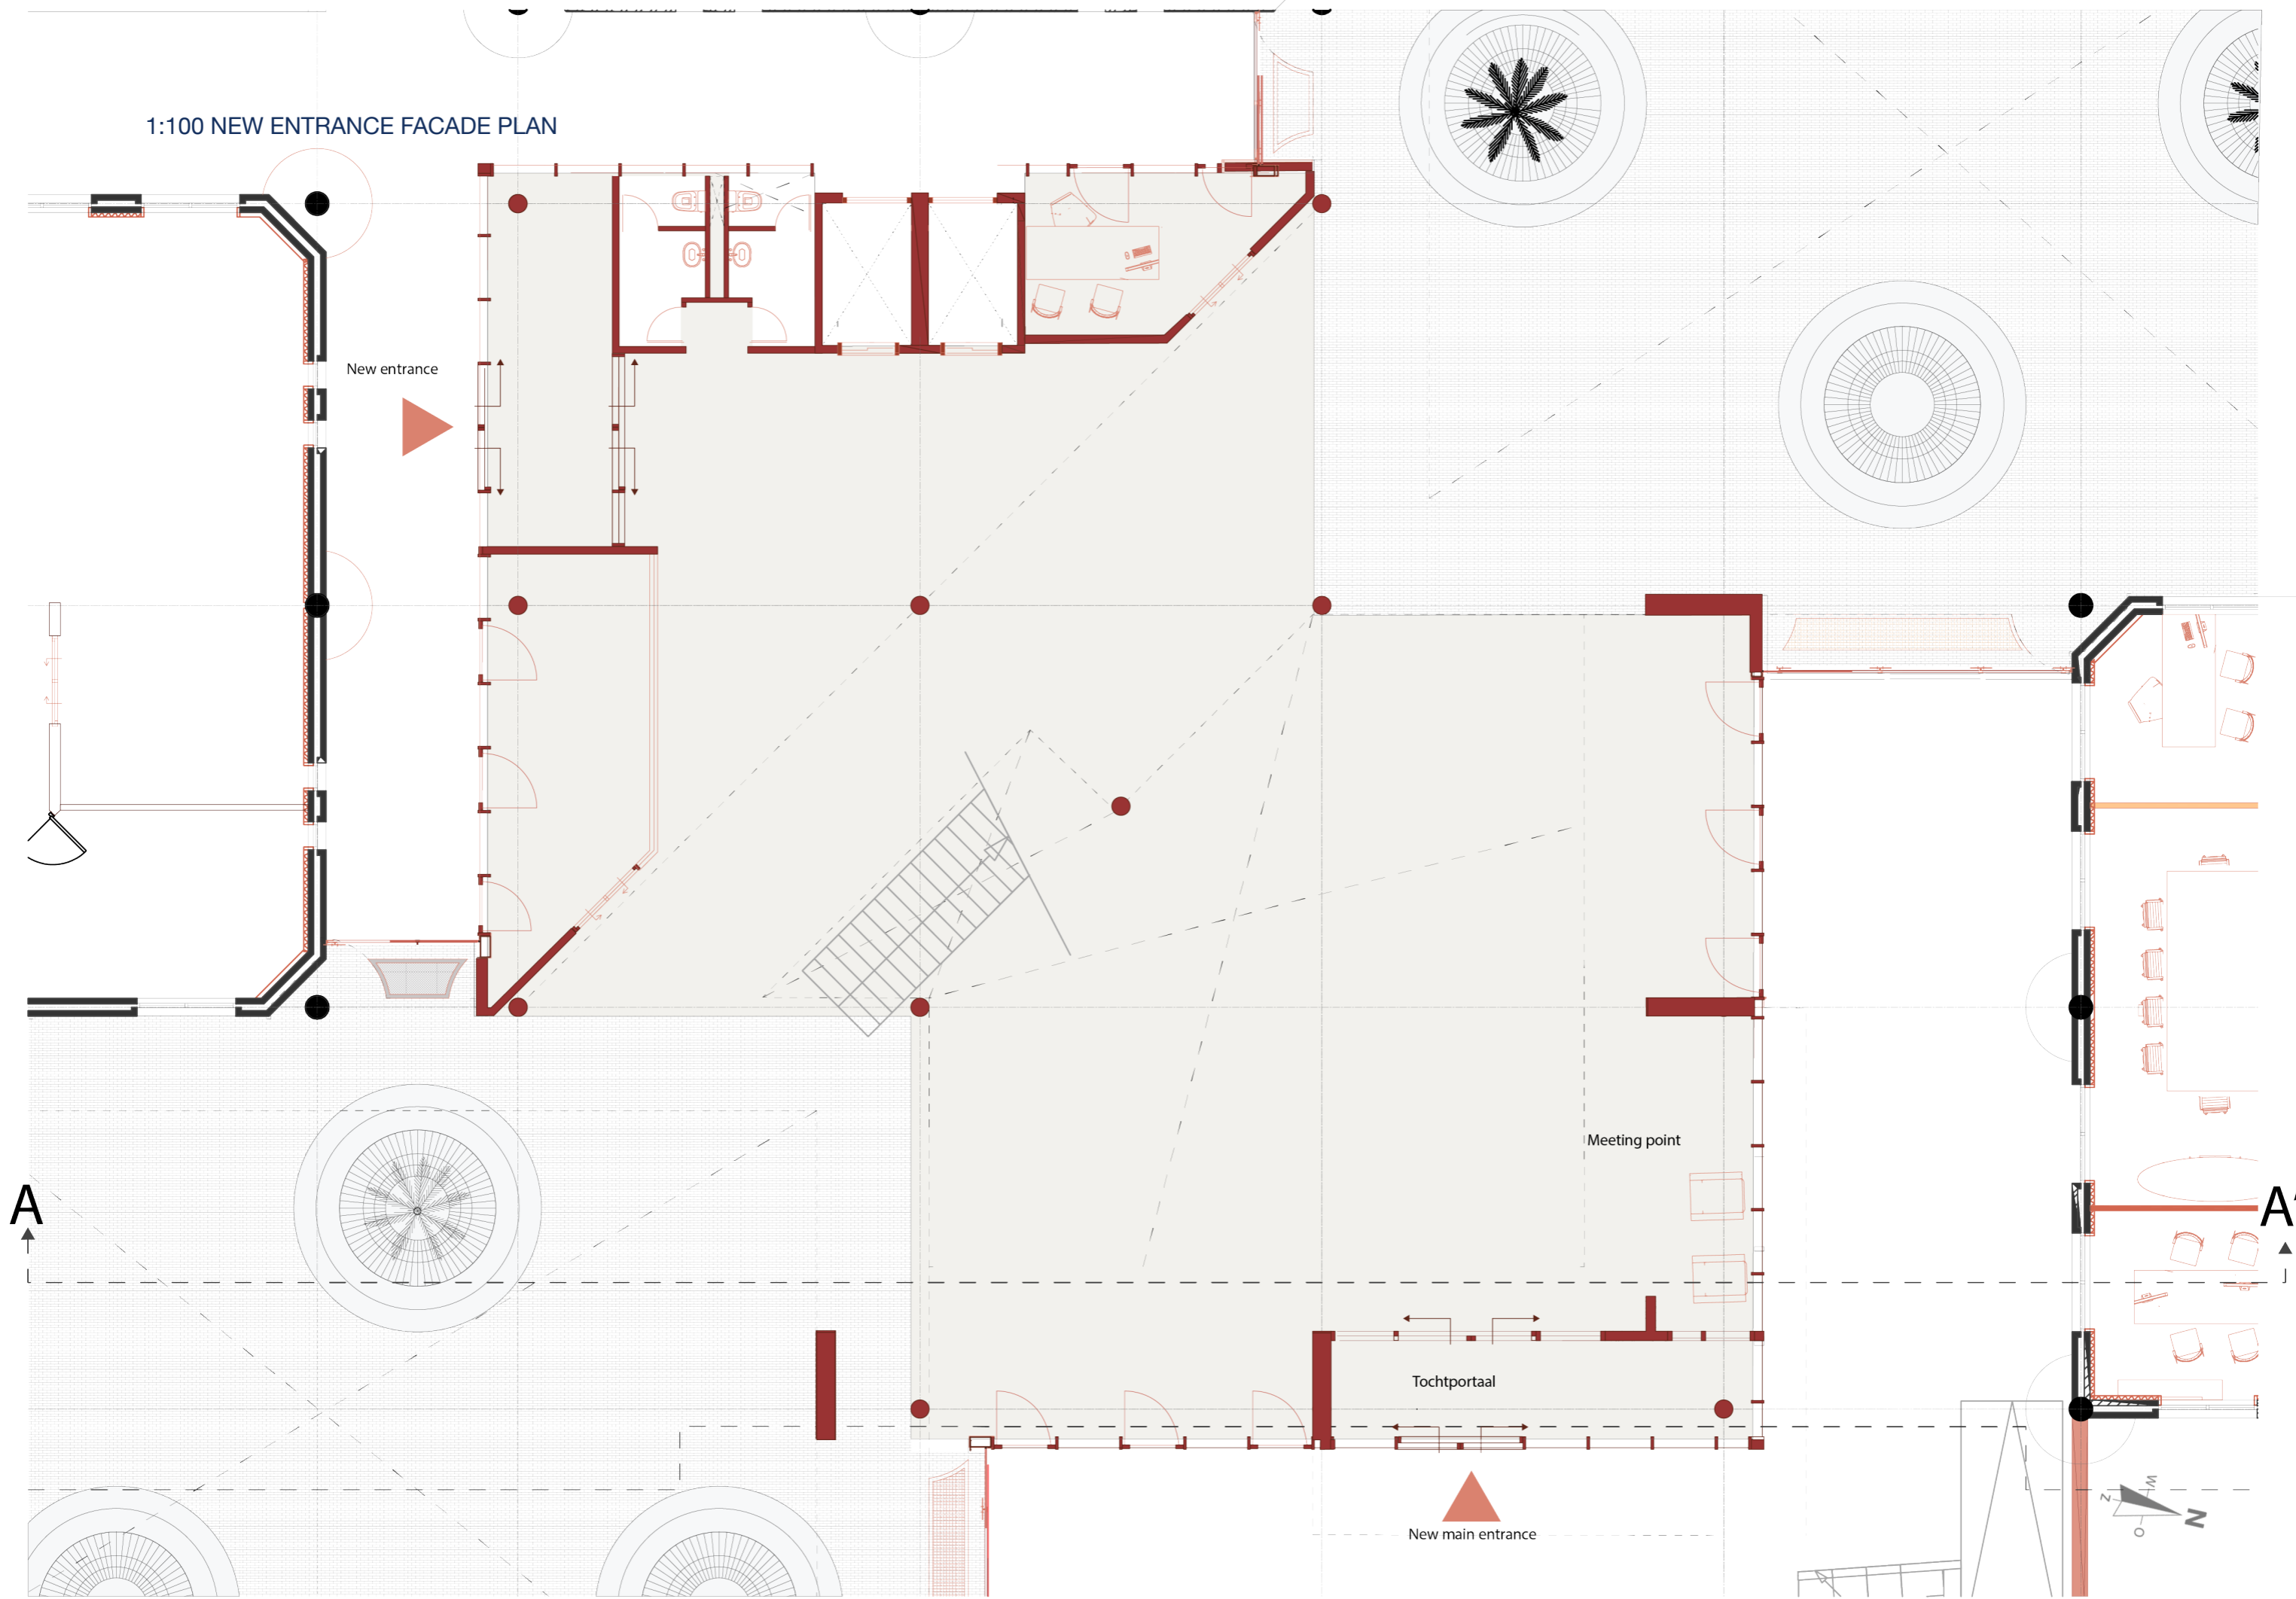 1:100 NEW ENTRANCE FACADE PLAN
New entrance
Meeting point
A
A'
Tochtportaal
New main entrance
W
Z
N
O